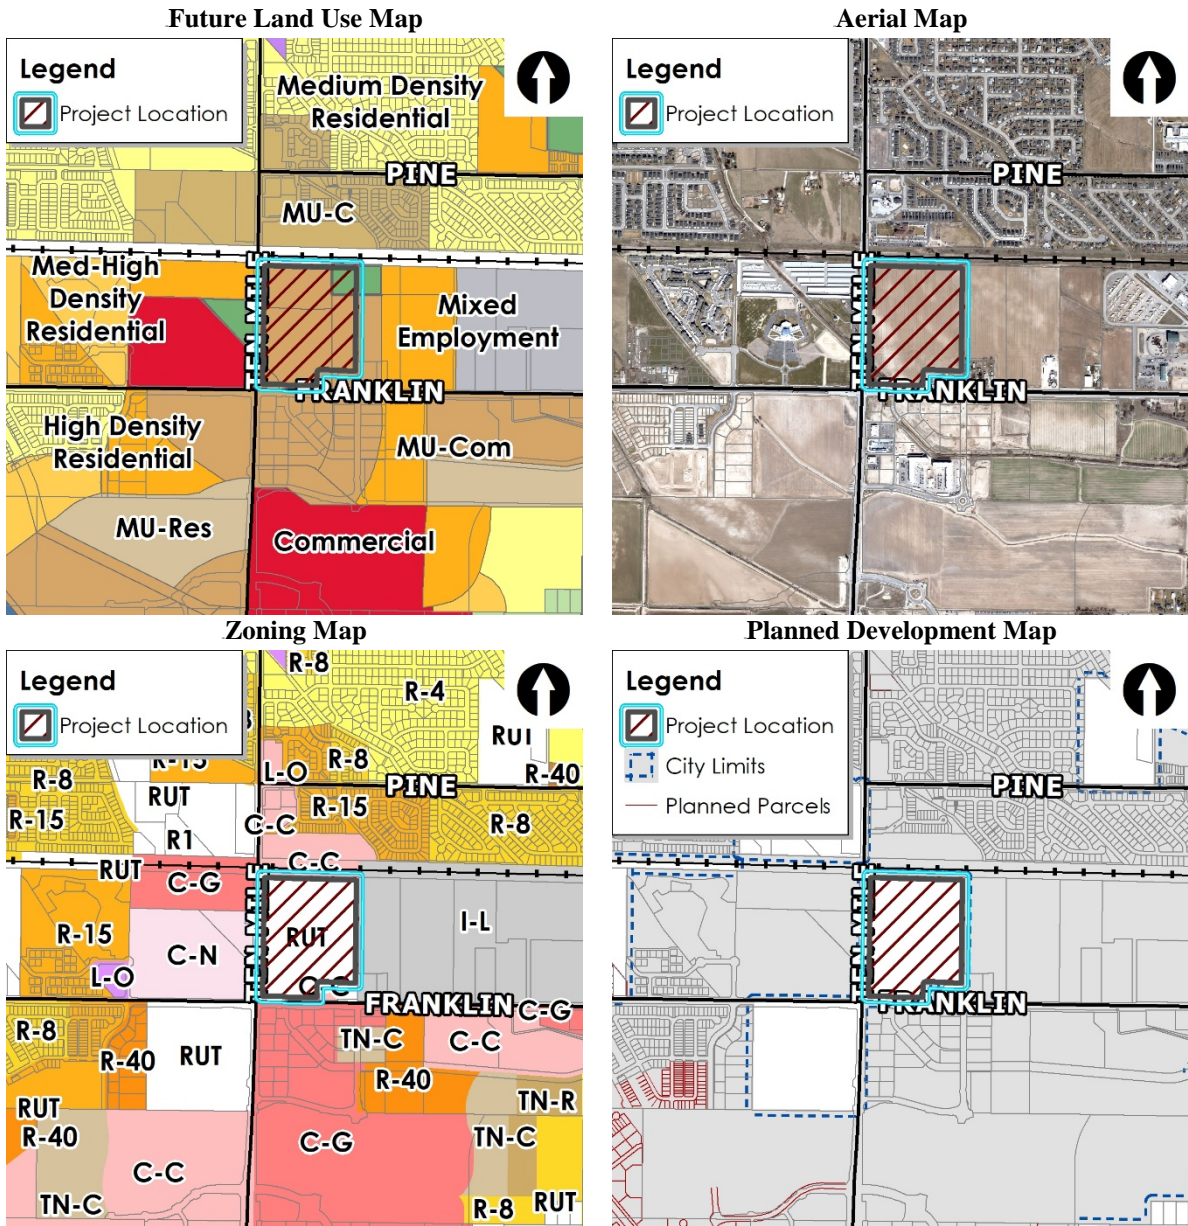 Future Land Use Map
Legend
Project Location
Medium Density
Residential
PINE
MU-C
Med-High
Density
Residential
Mixed
Employment
FRANKLIN
High Density
Residential
MU-Com
MU-Res
Commercial
Aerial Map
Legend
Project Location
PINE
FRANKLIN
Zoning Map
Legend
Project Location
R-8
R-4
RUT
R-15
L-O
R-8
R-40
R-8
RUT
PINE
R-15
R-15
C-C
R-8
R1
C-C
RUT
C-G
I-L
R-15
C-N
RUT
L-O
FRANKLIN
C-G
R-8
TN-C
C-C
RUT
R-40
R-40
RUT
TN-R
R-40
TN-C
C-G
C-C
TN-C
R-8
RUT
Planned Development Map
Legend
Project Location
City Limits
Planned Parcels
PINE
FRANKLIN